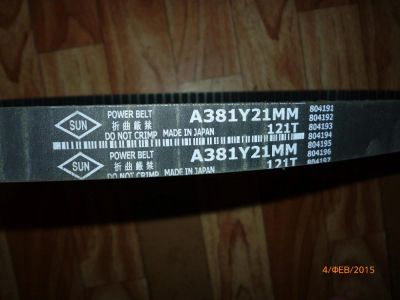 SUN
POWER BELT
折曲厳禁
DO NOT CRIMP MADE IN JAPAN
A381Y21MM
121T
804191
804192
804193
804194
SUN
POWER BELT
折曲厳禁
DO NOT CRIMP MADE IN JAPAN
A381Y21MM
121T
804195
804196
804197
4/ФЕВ/2015